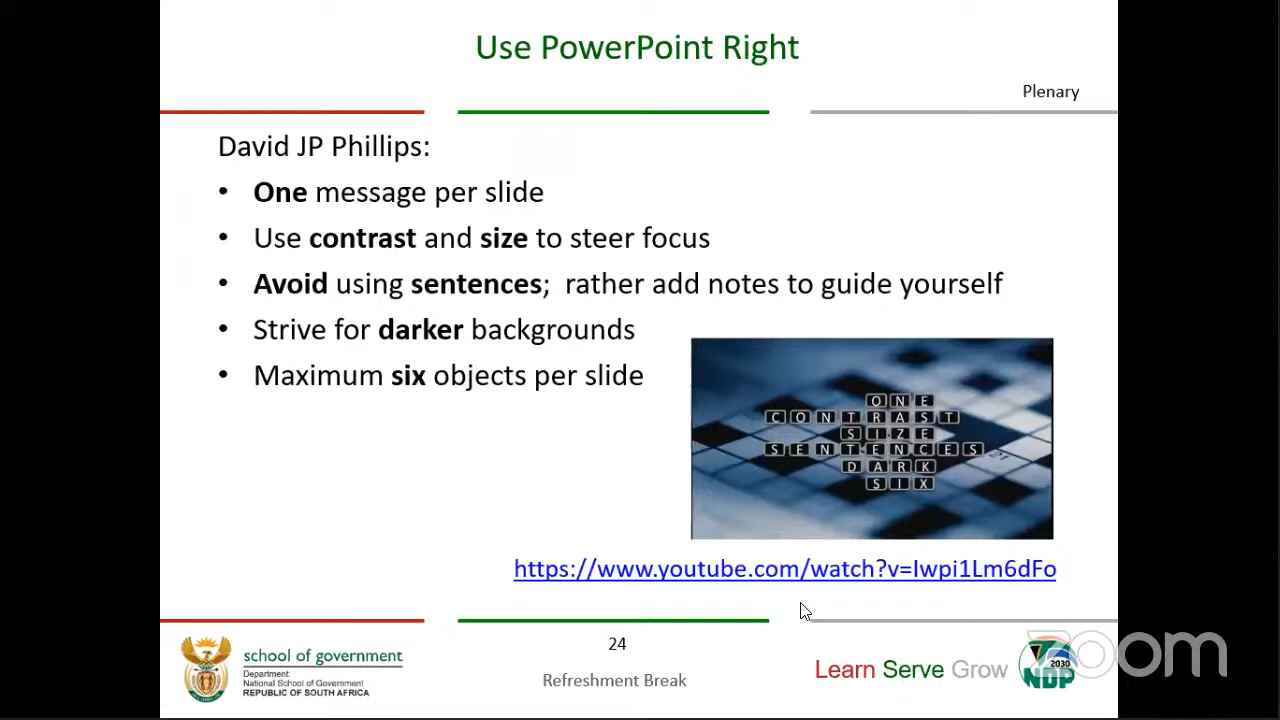 Use PowerPoint Right
Plenary
David JP Phillips:
• One message per slide
• Use contrast and size to steer focus
• Avoid using sentences;  rather add notes to guide yourself
• Strive for darker backgrounds
• Maximum six objects per slide
ONE
CONTRAST
SIZE
SENTENCES
DARK
SIX
https://www.youtube.com/watch?v=Iwpi1Lm6dFo
24
Refreshment Break
school of government
Department:
National School of Government
REPUBLIC OF SOUTH AFRICA
Learn Serve Grow
2030
NDP
zoom